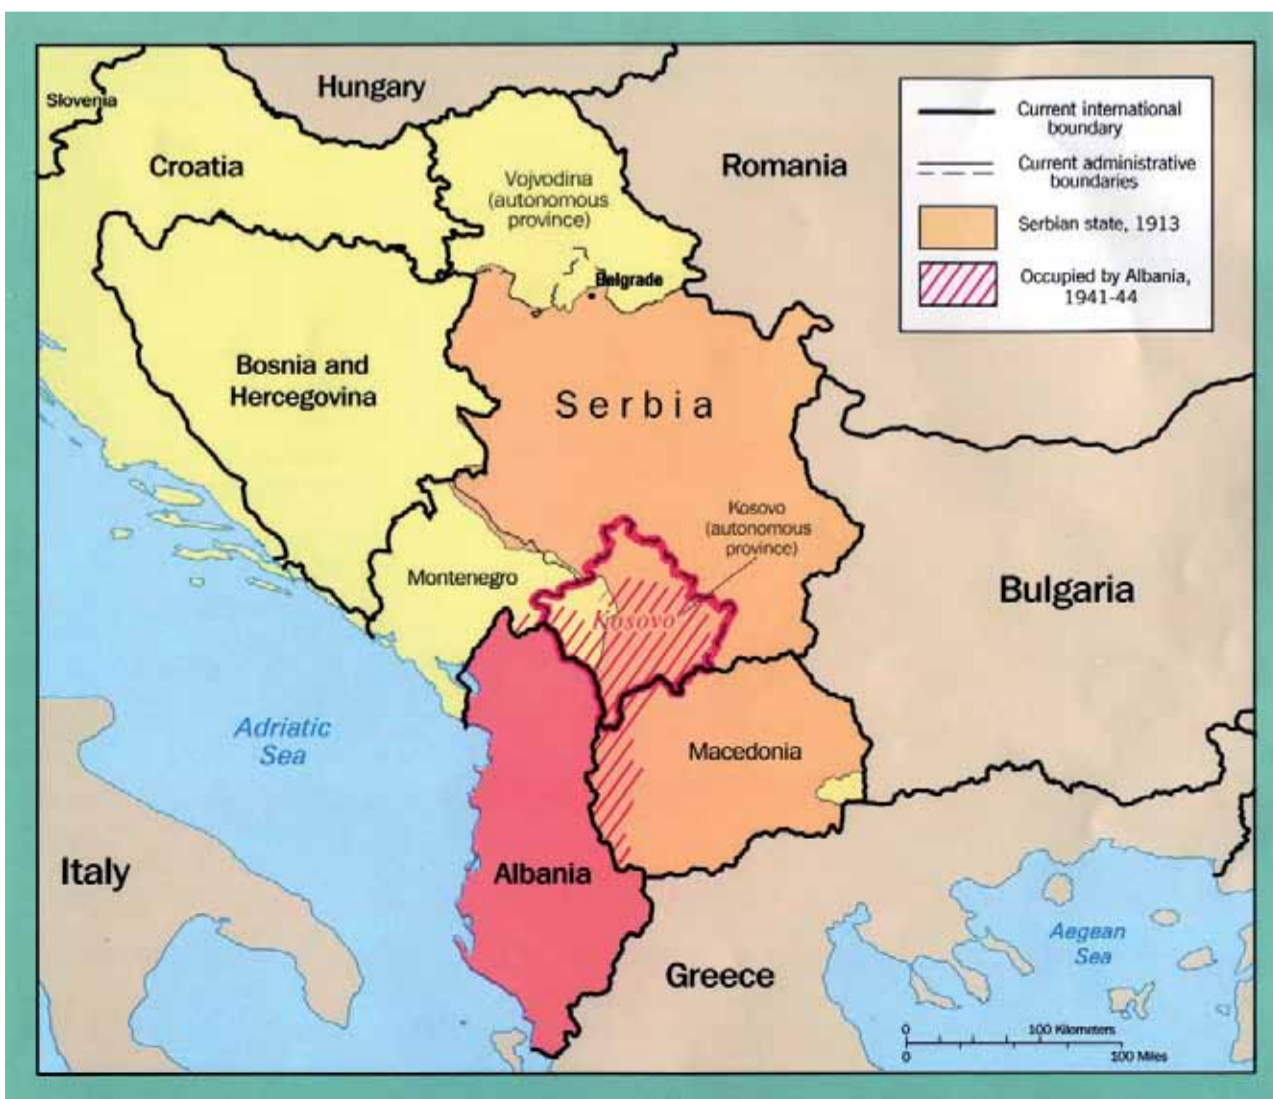 Hungary
Slovenia
Croatia
Vojvodina
(autonomous
province)
Belgrade
Romania
Current international
boundary
Current administrative
boundaries
Serbian state, 1913
Occupied by Albania,
1941-44
Bosnia and
Hercegovina
Serbia
Kosovo
(autonomous
province)
Montenegro
Kosovo
Bulgaria
Adriatic
Sea
Macedonia
Italy
Albania
Greece
Aegean
Sea
0 100 Kilometers
0 100 Miles